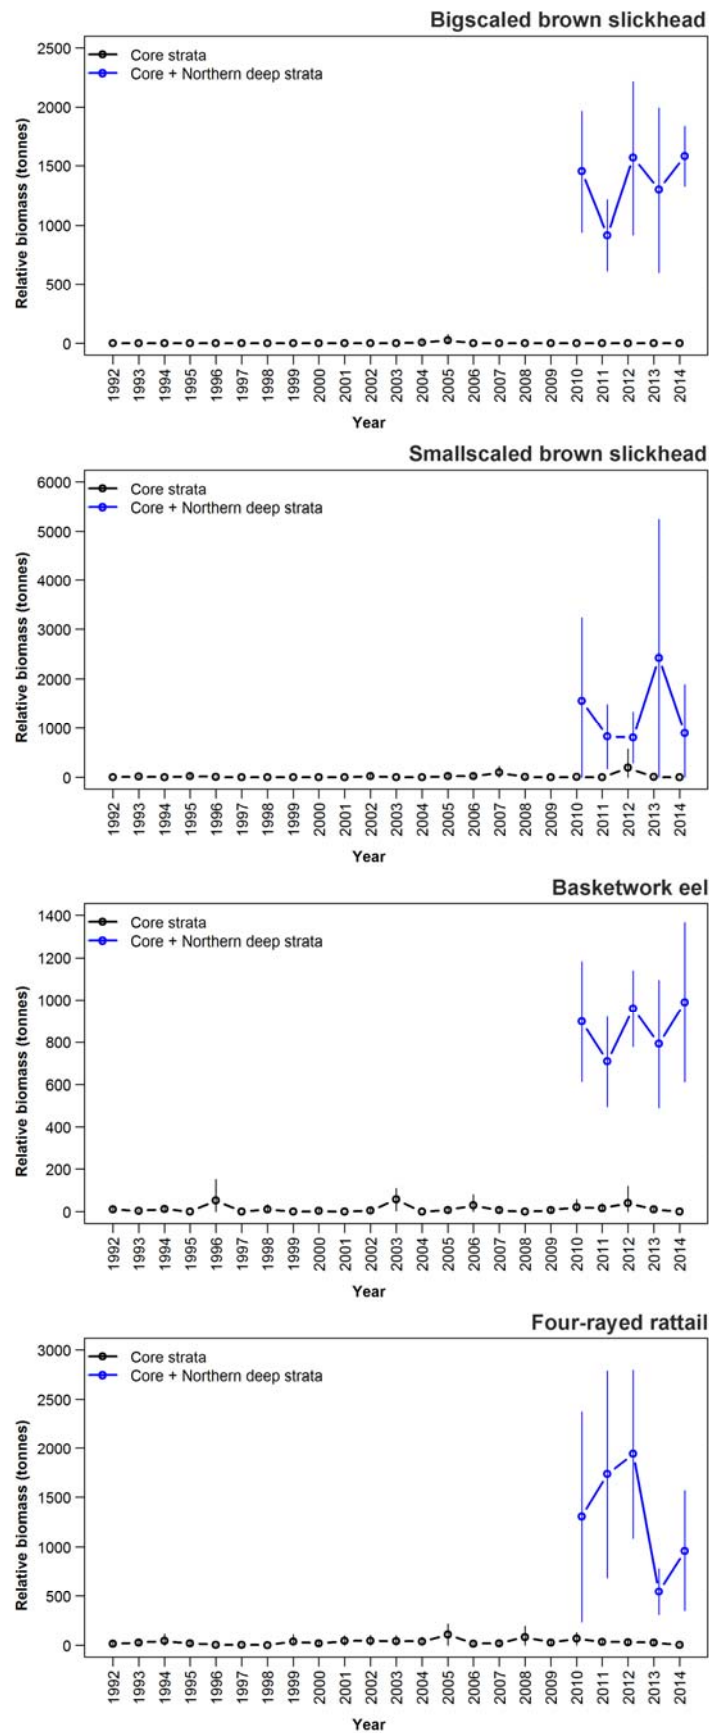 Bigscaled brown slickhead
Core strata
Core + Northern deep strata
Relative biomass (tonnes)
2500
2000
1500
1000
500
0
1992 1993 1994 1995 1996 1997 1998 1999 2000 2001 2002 2003 2004 2005 2006 2007 2008 2009 2010 2011 2012 2013 2014
Year
Smallscaled brown slickhead
Core strata
Core + Northern deep strata
Relative biomass (tonnes)
6000
5000
4000
3000
2000
1000
0
1992 1993 1994 1995 1996 1997 1998 1999 2000 2001 2002 2003 2004 2005 2006 2007 2008 2009 2010 2011 2012 2013 2014
Year
Basketwork eel
Core strata
Core + Northern deep strata
Relative biomass (tonnes)
1400
1200
1000
800
600
400
200
0
1992 1993 1994 1995 1996 1997 1998 1999 2000 2001 2002 2003 2004 2005 2006 2007 2008 2009 2010 2011 2012 2013 2014
Year
Four-rayed rattail
Core strata
Core + Northern deep strata
Relative biomass (tonnes)
3000
2500
2000
1500
1000
500
0
1992 1993 1994 1995 1996 1997 1998 1999 2000 2001 2002 2003 2004 2005 2006 2007 2008 2009 2010 2011 2012 2013 2014
Year